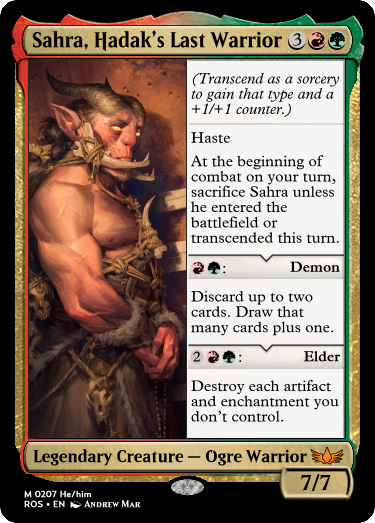 Sahra, Ḥadak's Last Warrior 3
(Transcend as a sorcery
to gain that type and a
+1/+1 counter.)
Haste
At the beginning of
combat on your turn,
sacrifice Sahra unless
he entered the
battlefield or
transcended this turn.
: Demon
Discard up to two
cards. Draw that
many cards plus one.
2 : Elder
Destroy each artifact
and enchantment you
don't control.
Legendary Creature — Ogre Warrior
7/7
M 0207 He/him
ROS • EN Andrew Mar